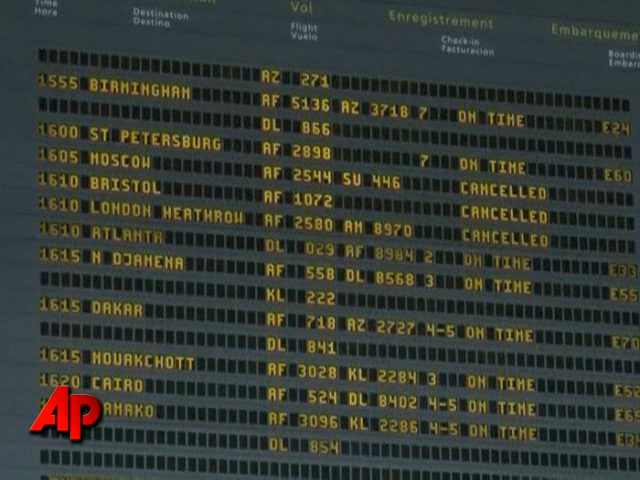 Time Destination Vol Enregistrement Embarqueme
Hora Destino Flight Check-in Boardi
Vuelo Facturacion Embarc
AZ 271
1555 BIRMINGHAM AF 5136 AZ 3718 7 ON TIME E24
DL 866
1600 ST PETERSBURG AF 2898 7 ON TIME E60
1605 MOSCOW AF 2544 SU 446 CANCELLED
1610 BRISTOL AF 1072 CANCELLED
1610 LONDON HEATHROW AF 2580 AM 8970 CANCELLED
1610 ATLANTA DL 029 AF 8984 2 ON TIME
1615 N DJAMENA AF 558 DL 8568 3 ON TIME E55
KL 222
1615 DAKAR AF 718 AZ 2727 4-5 ON TIME E70
DL 841
1615 NOUAKCHOTT AF 3028 KL 2284 3 ON TIME
1620 CAIRO AF 524 DL 8402 4-5 ON TIME
AMAKO AF 3096 KL 2286 4-5 ON TIME
DL 854
AP